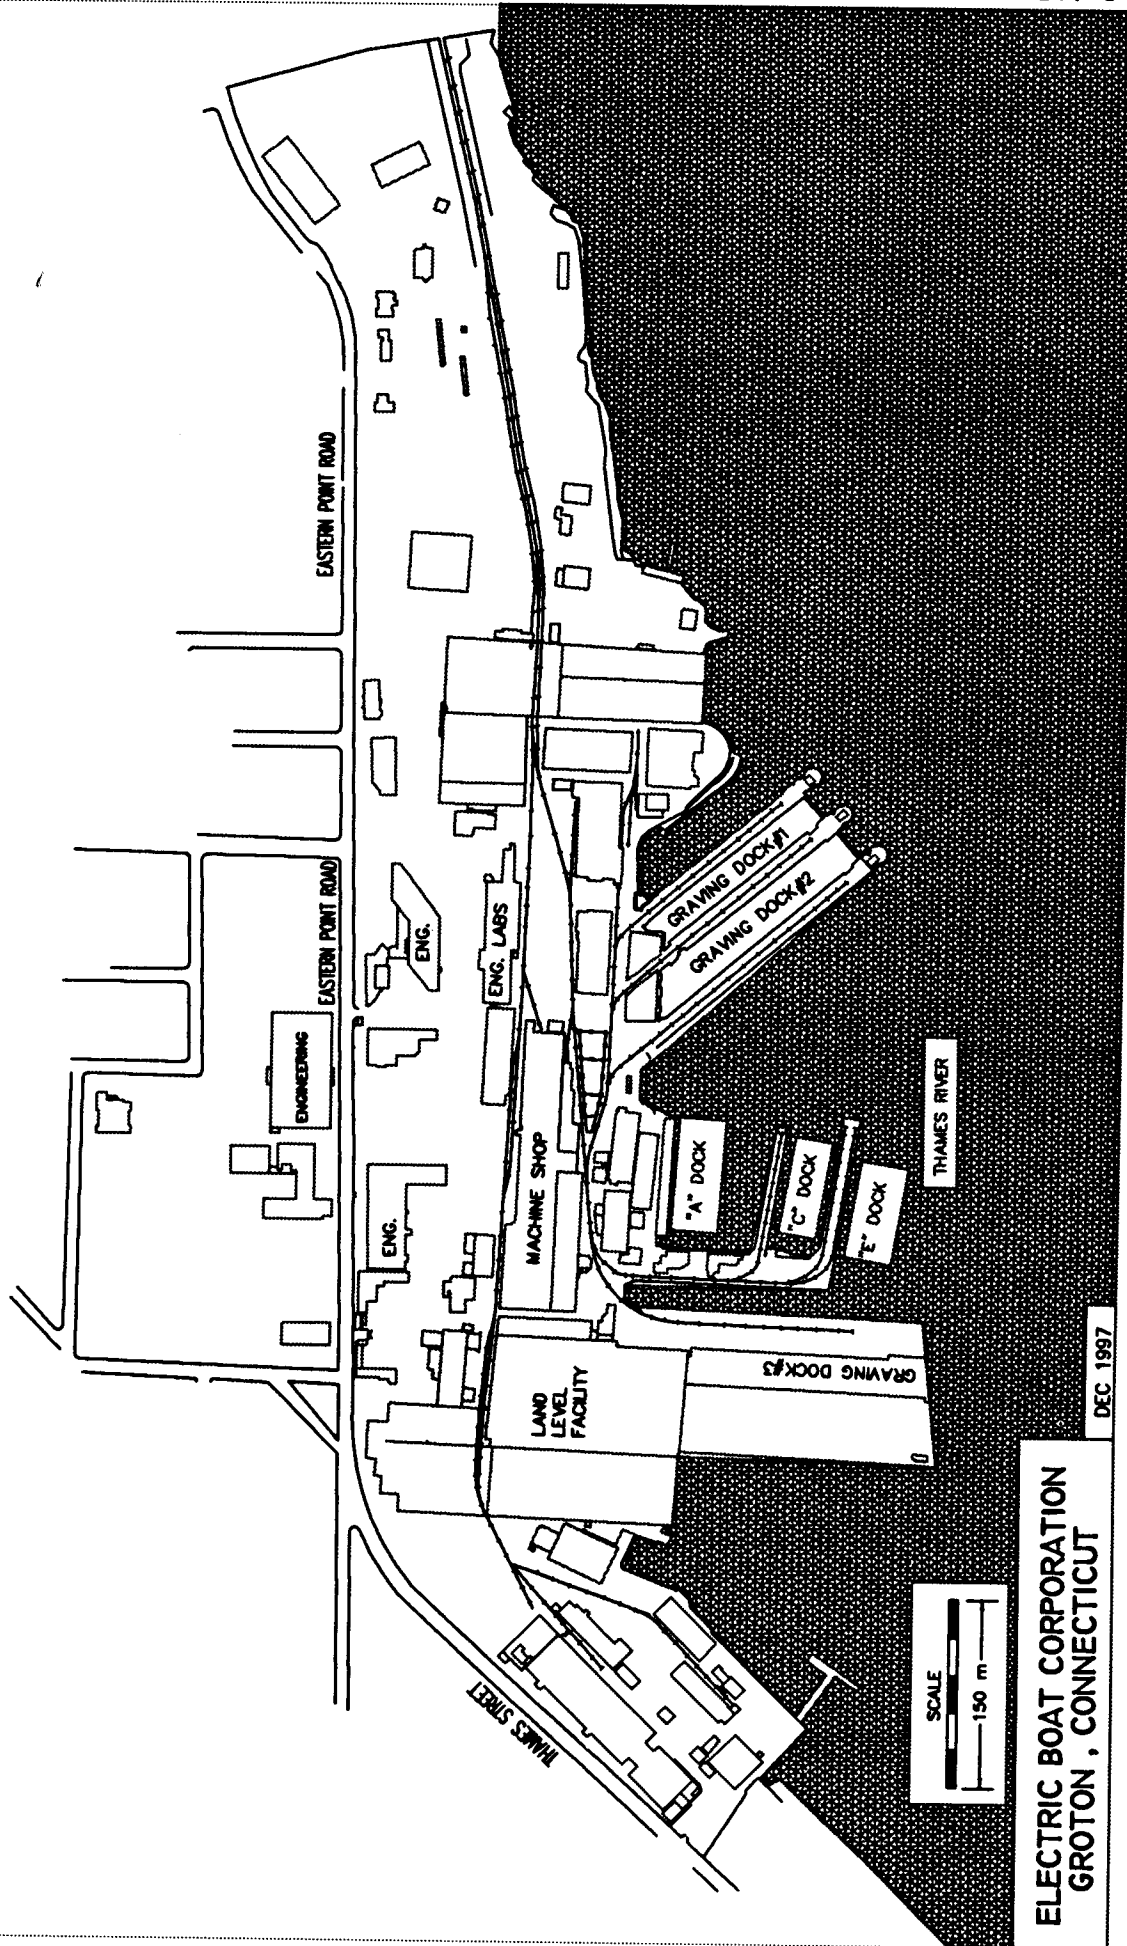 EASTERN POINT ROAD
EASTERN POINT ROAD
ENGINEERING
ENG.
ENG.
ENG. LABS
MACHINE SHOP
LAND
LEVEL
FACILITY
THAMES STREET
GRAVING DOCK#1
GRAVING DOCK#2
GRAVING DOCK#3
"A" DOCK
"C" DOCK
"E" DOCK
THAMES RIVER
SCALE
150 m
DEC 1997
ELECTRIC BOAT CORPORATION
GROTON , CONNECTICUT